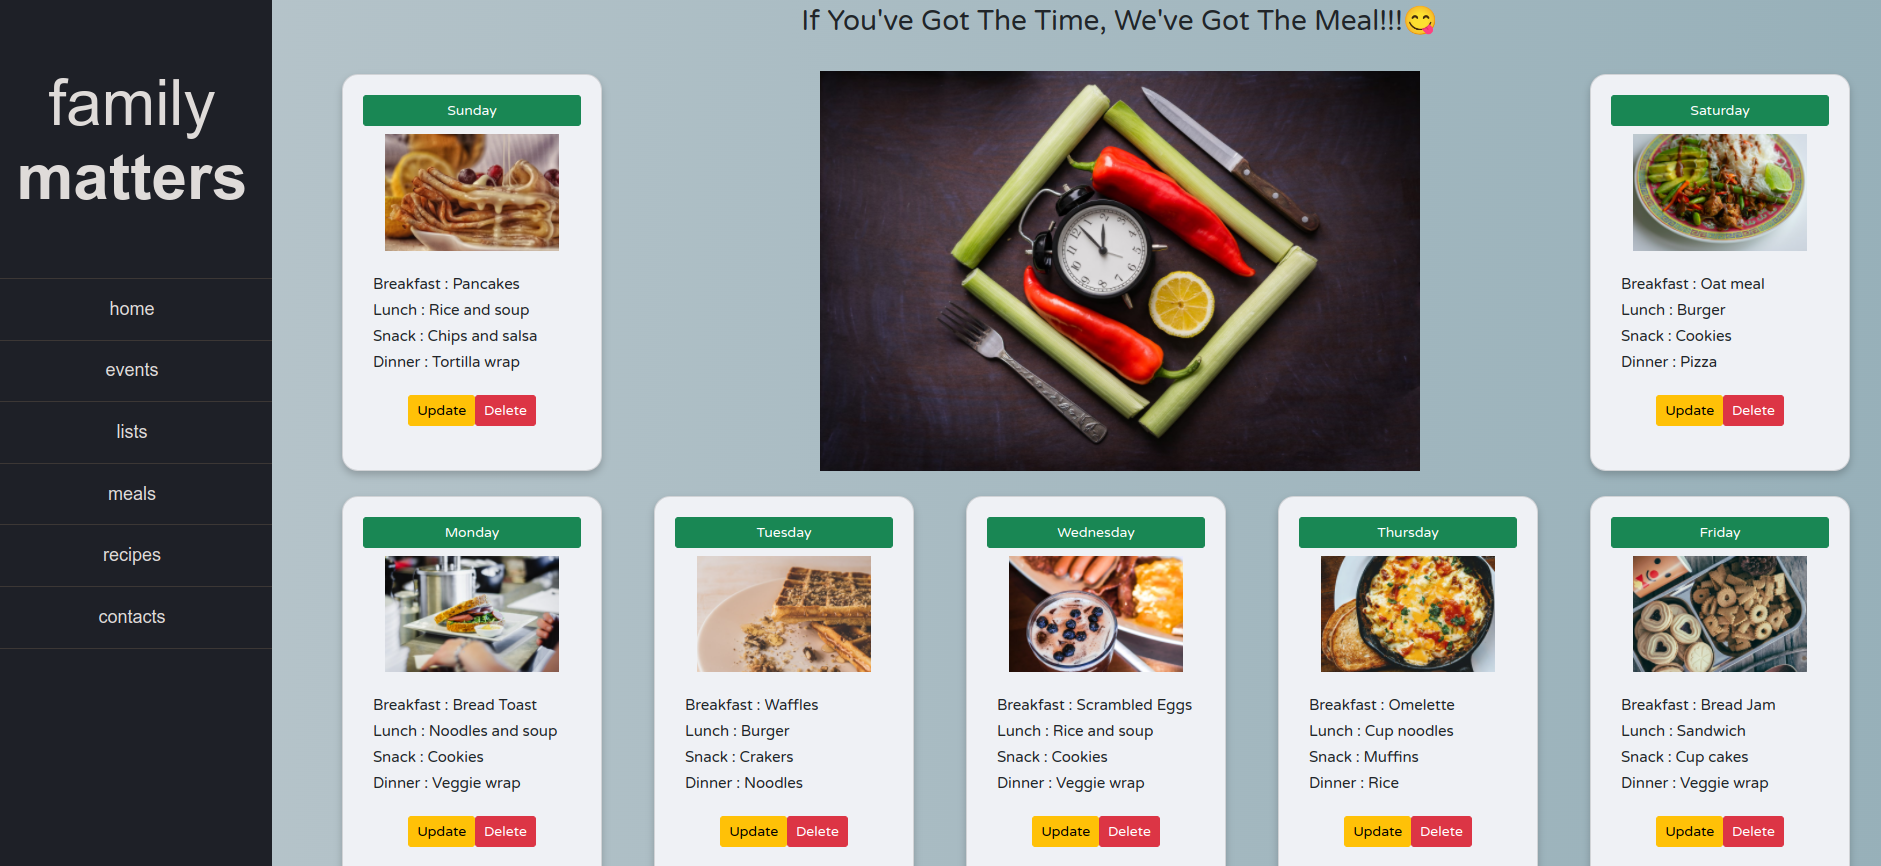 family
matters
home
events
lists
meals
recipes
contacts
If You've Got The Time, We've Got The Meal!!!😋
Sunday
Breakfast : Pancakes
Lunch : Rice and soup
Snack : Chips and salsa
Dinner : Tortilla wrap
Update Delete
Saturday
Breakfast : Oat meal
Lunch : Burger
Snack : Cookies
Dinner : Pizza
Update Delete
Monday
Breakfast : Bread Toast
Lunch : Noodles and soup
Snack : Cookies
Dinner : Veggie wrap
Update Delete
Tuesday
Breakfast : Waffles
Lunch : Burger
Snack : Crakers
Dinner : Noodles
Update Delete
Wednesday
Breakfast : Scrambled Eggs
Lunch : Rice and soup
Snack : Cookies
Dinner : Veggie wrap
Update Delete
Thursday
Breakfast : Omelette
Lunch : Cup noodles
Snack : Muffins
Dinner : Rice
Update Delete
Friday
Breakfast : Bread Jam
Lunch : Sandwich
Snack : Cup cakes
Dinner : Veggie wrap
Update Delete